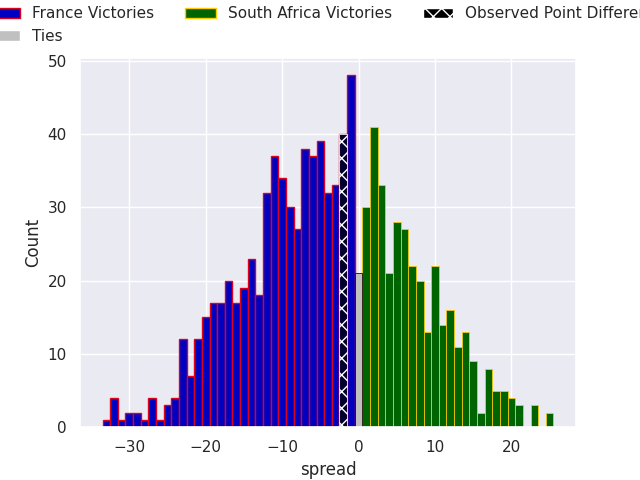 France Victories South Africa Victories Observed Point
Ties
50
40
30
20
10
0
Count
−30 −20 −10 0 10 20
spread